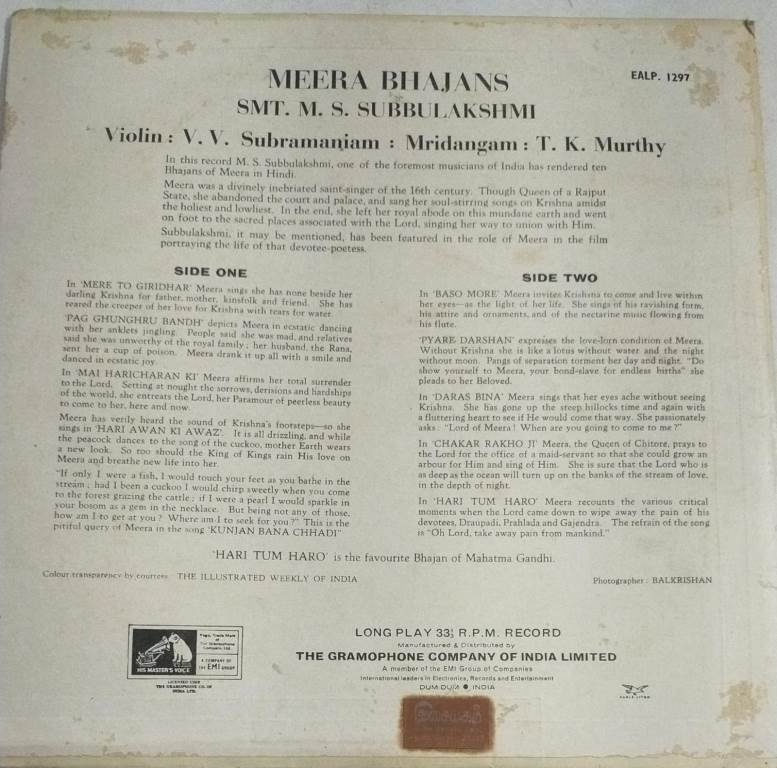 MEERA BHAJANS
EALP. 1297
SMT. M. S. SUBBULAKSHMI
Violin : V. V. Subramaniam : Mridangam : T. K. Murthy
In this record M. S. Subbulakshmi, one of the foremost musicians of India has rendered ten
Bhajans of Meera in Hindi.
Meera was a divinely inebriated saint-singer of the 16th century. Though Queen of a Rajput
State, she abandoned the court and palace, and sang her soul-stirring songs on Krishna amidst
the holiest and lowliest. In the end, she left her royal abode on this mundane earth and went
on foot to the sacred places associated with the Lord, singing her way to union with Him.
Subbulakshmi, it may be mentioned, has been featured in the role of Meera in the film
portraying the life of that devotee-poetess.
SIDE ONE
In 'MERE TO GIRIDHAR' Meera sings she has none beside her
darling Krishna for father, mother, kinsfolk and friend. She has
reared the creeper of her love for Krishna with tears for water.
'PAG GHUNGHRU BANDH' depicts Meera in ecstatic dancing
with her anklets jingling. People said she was mad, and relatives
said she was unworthy of the royal family; her husband, the Rana,
sent her a cup of poison. Meera drank it up all with a smile and
danced in ecstatic joy.
In 'MAI HARICHARAN KI' Meera affirms her total surrender
to the Lord. Setting at nought the sorrows, derisions and hardships
of the world, she entreats the Lord, her Paramour of peerless beauty
to come to her, here and now.
Meera has verily heard the sound of Krishna's footsteps—so she
sings in 'HARI AWAN KI AWAZ'. It is all drizzling, and while
the peacock dances to the song of the cuckoo, mother Earth wears
a new look. So too should the King of Kings rain His love on
Meera and breathe new life into her.
"If only I were a fish, I would touch your feet as you bathe in the
stream; had I been a cuckoo I would chirp sweetly when you come
to the forest grazing the cattle; if I were a pearl I would sparkle in
your bosom as a gem in the necklace. But being not any of those,
how am I to get at you? Where am I to seek for you?" This is the
pitiful query of Meera in the song 'KUNJAN BANA CHHADI"
SIDE TWO
In 'BASO MORE' Meera invites Krishna to come and live within
her eyes—as the light of her life. She sings of his ravishing form,
his attire and ornaments, and of the nectarine music flowing from
his flute.
'PYARE DARSHAN' expresses the love-lorn condition of Meera.
Without Krishna she is like a lotus without water and the night
without moon. Pangs of separation torment her day and night. "Do
show yourself to Meera, your bond-slave for endless births" she
pleads to her Beloved.
In 'DARAS BINA' Meera sings that her eyes ache without seeing
Krishna. She has gone up the steep hillocks time and again with
a fluttering heart to see if He would come that way. She passionately
asks: "Lord of Meera! When are you going to come to me?"
In 'CHAKAR RAKHO JI' Meera, the Queen of Chitore, prays to
the Lord for the office of a maid-servant so that she could grow an
arbour for Him and sing of Him. She is sure that the Lord who is
as deep as the ocean will turn up on the banks of the stream of love,
in the depth of night.
In 'HARI TUM HARO' Meera recounts the various critical
moments when the Lord came down to wipe away the pain of his
devotees, Draupadi, Prahlada and Gajendra. The refrain of the song
is "Oh Lord, take away pain from mankind."
'HARI TUM HARO' is the favourite Bhajan of Mahatma Gandhi.
Colour transparency by courtesy THE ILLUSTRATED WEEKLY OF INDIA
Photographer: BALKRISHAN
HIS MASTER'S VOICE
Regd. Trade Mark
of
The Gramophone
Company, Ltd.
A COMPANY OF
THE EMI GROUP
LICENSED USER
THE GRAMOPHONE CO. OF
INDIA LTD.
LONG PLAY 33⅓ R.P.M. RECORD
Manufactured & Distributed by
THE GRAMOPHONE COMPANY OF INDIA LIMITED
A member of the EMI Group of Companies
International leaders in Electronics, Records and Entertainment
DUM DUM ● INDIA
இசையகம்